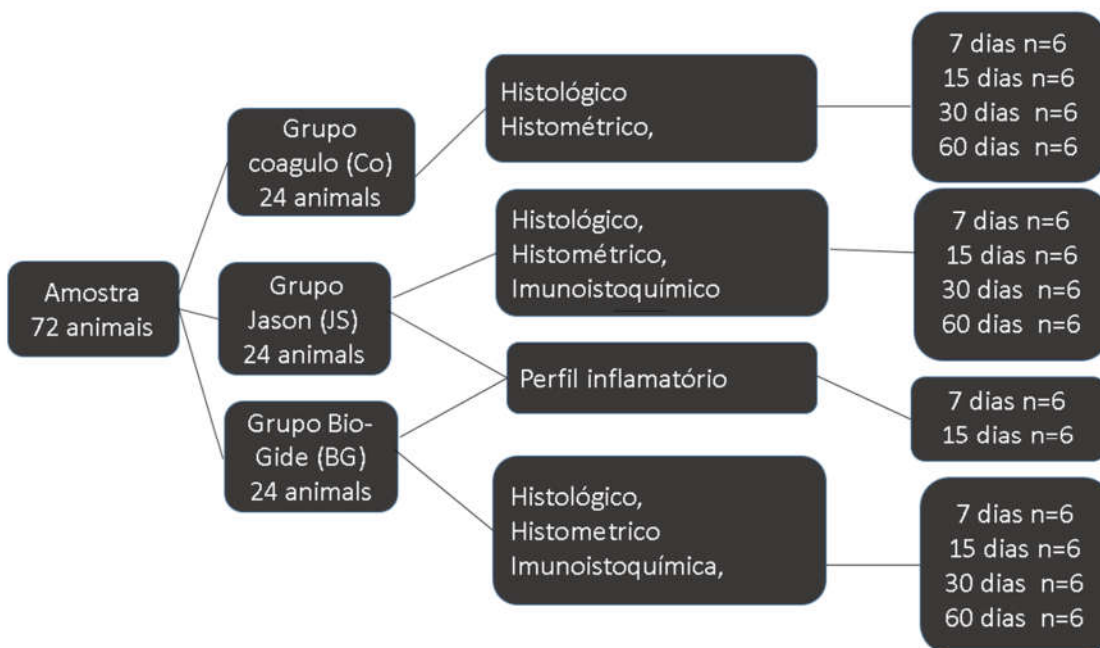 Amostra
72 animais
Grupo
coagulo (Co)
24 animals
Grupo
Jason (JS)
24 animals
Grupo Bio-
Gide (BG)
24 animals
Histológico
Histométrico,
Histológico,
Histométrico,
Imunoistoquímico
Perfil inflamatório
Histológico,
Histometrico
Imunoistoquímica,
7 dias n=6
15 dias n=6
30 dias n=6
60 dias n=6
7 dias n=6
15 dias n=6
30 dias n=6
60 dias n=6
7 dias n=6
15 dias n=6
7 dias n=6
15 dias n=6
30 dias n=6
60 dias n=6